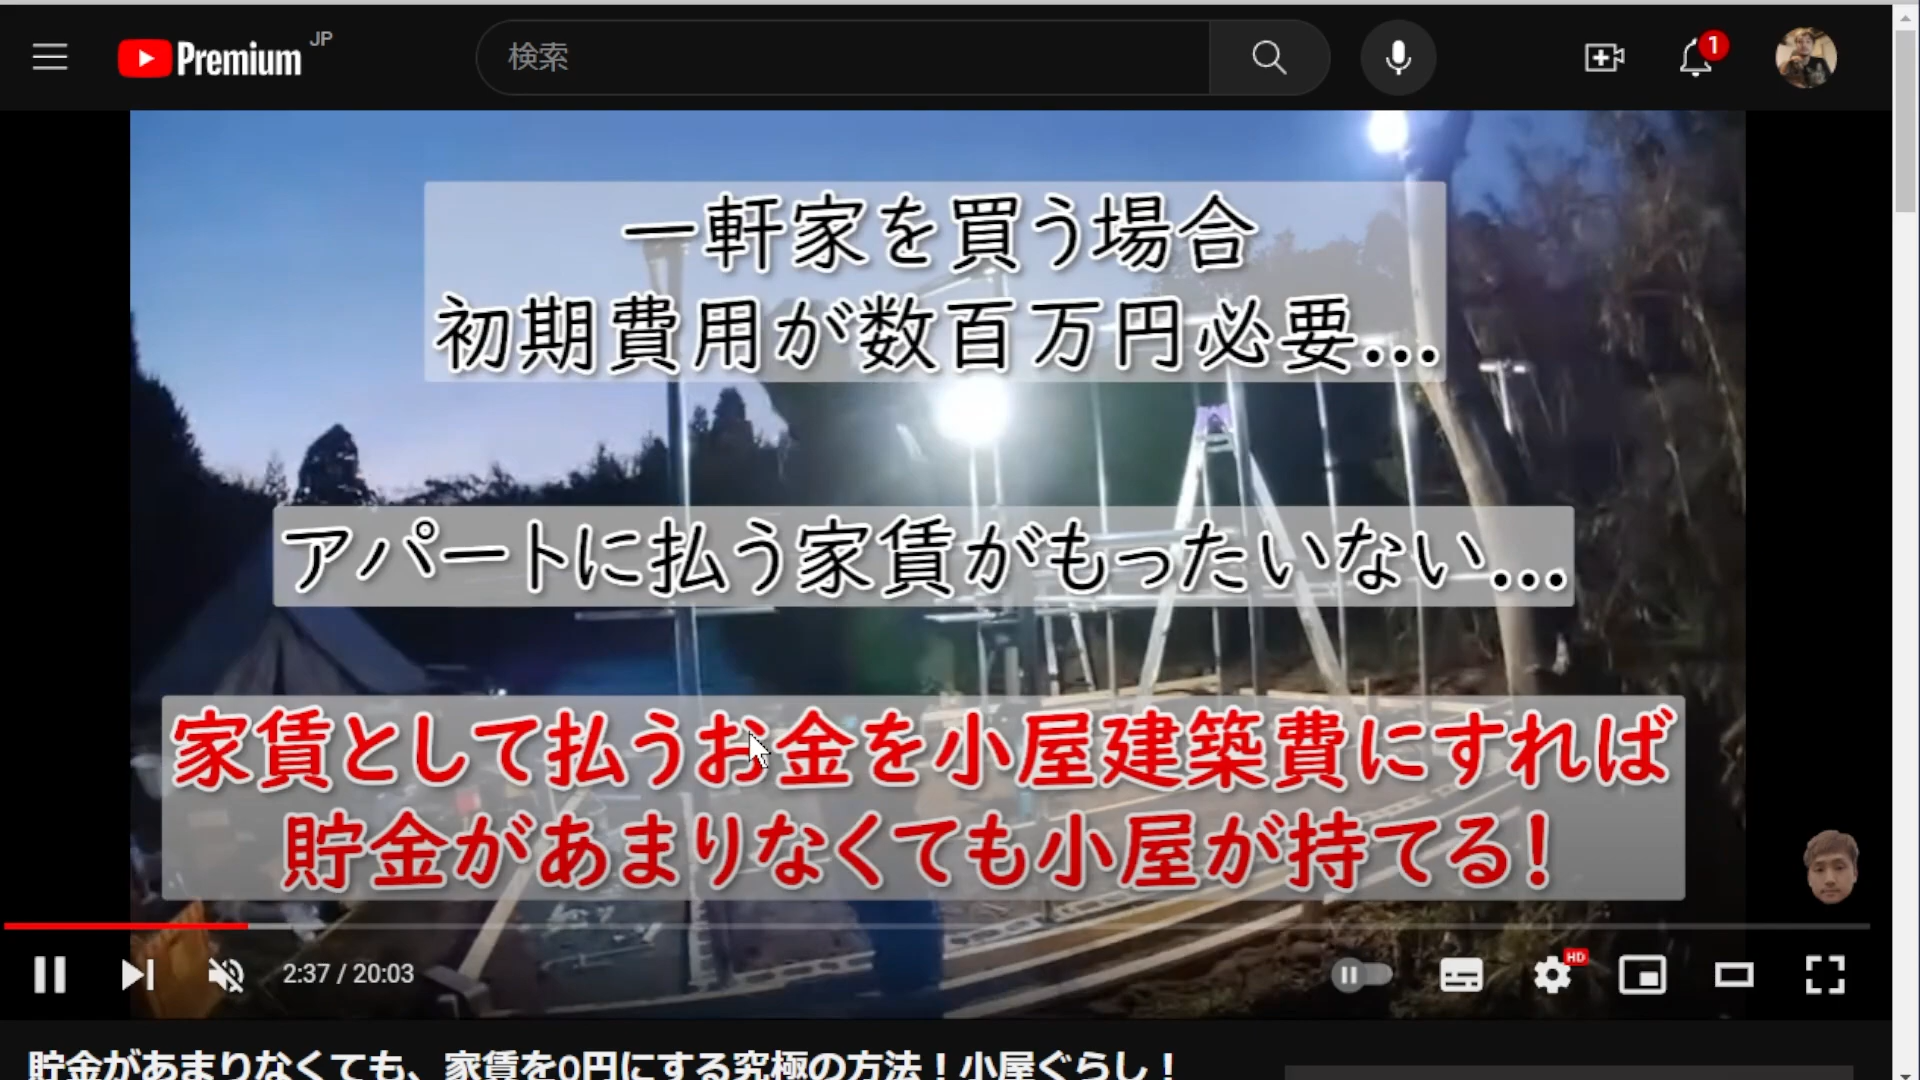 Premium JP
検索
1
一軒家を買う場合
初期費用が数百万円必要...
アパートに払う家賃がもったいない...
家賃として払うお金を小屋建築費にすれば
貯金があまりなくても小屋が持てる!
2:37 / 20:03
HD
貯金があまりなくても、家賃を0円にする究極の方法！小屋ぐらし！